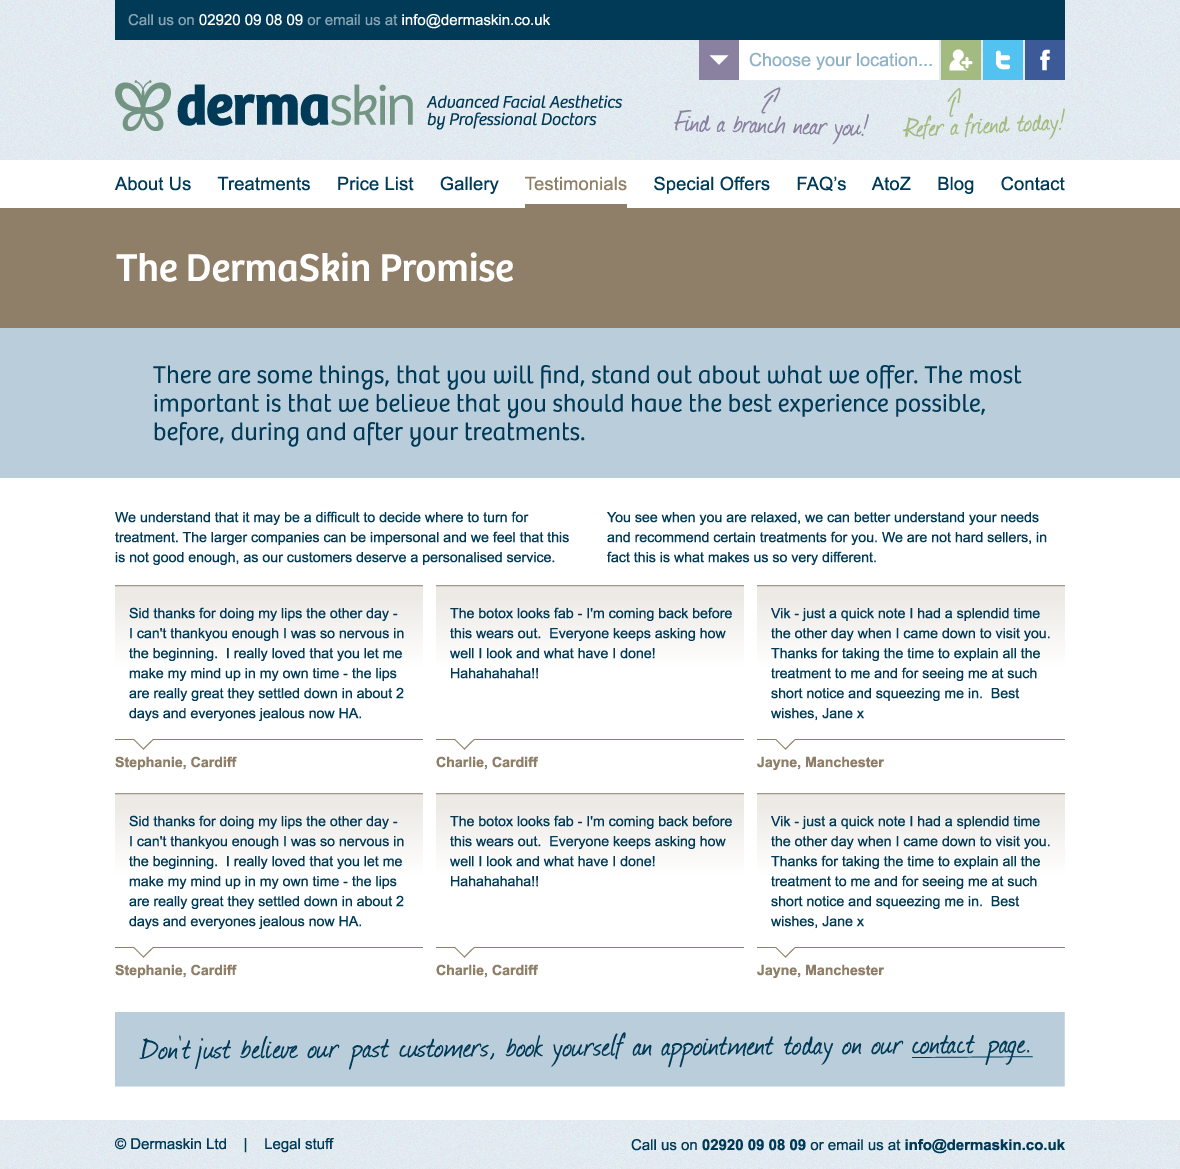 Call us on 02920 09 08 09 or email us at info@dermaskin.co.uk
Choose your location...
dermaskin
Advanced Facial Aesthetics
by Professional Doctors
Find a branch near you!
Refer a friend today!
About Us Treatments Price List Gallery Testimonials Special Offers FAQ's AtoZ Blog Contact
The DermaSkin Promise
There are some things, that you will find, stand out about what we offer. The most
important is that we believe that you should have the best experience possible,
before, during and after your treatments.
We understand that it may be a difficult to decide where to turn for
treatment. The larger companies can be impersonal and we feel that this
is not good enough, as our customers deserve a personalised service.
You see when you are relaxed, we can better understand your needs
and recommend certain treatments for you. We are not hard sellers, in
fact this is what makes us so very different.
Sid thanks for doing my lips the other day -
I can't thankyou enough I was so nervous in
the beginning.  I really loved that you let me
make my mind up in my own time - the lips
are really great they settled down in about 2
days and everyones jealous now HA.
Stephanie, Cardiff
The botox looks fab - I'm coming back before
this wears out.  Everyone keeps asking how
well I look and what have I done!
Hahahahaha!!
Charlie, Cardiff
Vik - just a quick note I had a splendid time
the other day when I came down to visit you.
Thanks for taking the time to explain all the
treatment to me and for seeing me at such
short notice and squeezing me in.  Best
wishes, Jane x
Jayne, Manchester
Sid thanks for doing my lips the other day -
I can't thankyou enough I was so nervous in
the beginning.  I really loved that you let me
make my mind up in my own time - the lips
are really great they settled down in about 2
days and everyones jealous now HA.
Stephanie, Cardiff
The botox looks fab - I'm coming back before
this wears out.  Everyone keeps asking how
well I look and what have I done!
Hahahahaha!!
Charlie, Cardiff
Vik - just a quick note I had a splendid time
the other day when I came down to visit you.
Thanks for taking the time to explain all the
treatment to me and for seeing me at such
short notice and squeezing me in.  Best
wishes, Jane x
Jayne, Manchester
Don't just believe our past customers, book yourself an appointment today on our contact page.
© Dermaskin Ltd | Legal stuff
Call us on 02920 09 08 09 or email us at info@dermaskin.co.uk